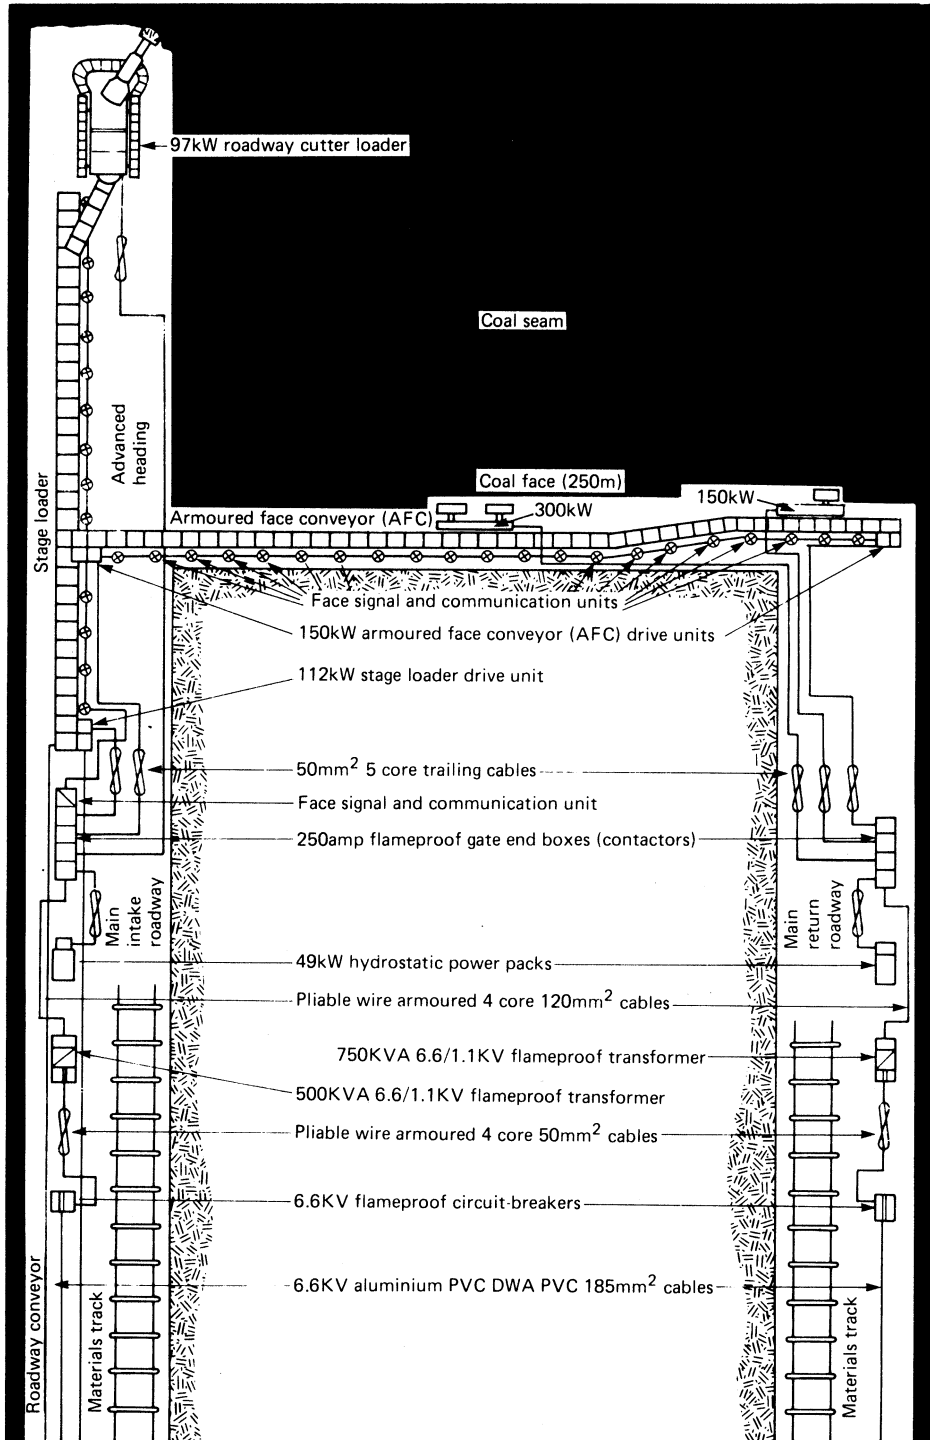 97kW roadway cutter loader
Coal seam
Advanced
heading
Stage loader
Coal face (250m)
150kW
300kW
Armoured face conveyor (AFC)
Face signal and communication units
150kW armoured face conveyor (AFC) drive units
112kW stage loader drive unit
50mm² 5 core trailing cables
Face signal and communication unit
250amp flameproof gate end boxes (contactors)
Main
intake
roadway
Main
return
roadway
49kW hydrostatic power packs
Pliable wire armoured 4 core 120mm² cables
750KVA 6.6/1.1KV flameproof transformer
500KVA 6.6/1.1KV flameproof transformer
Pliable wire armoured 4 core 50mm² cables
6.6KV flameproof circuit-breakers
6.6KV aluminium PVC DWA PVC 185mm² cables
Roadway conveyor
Materials track
Materials track